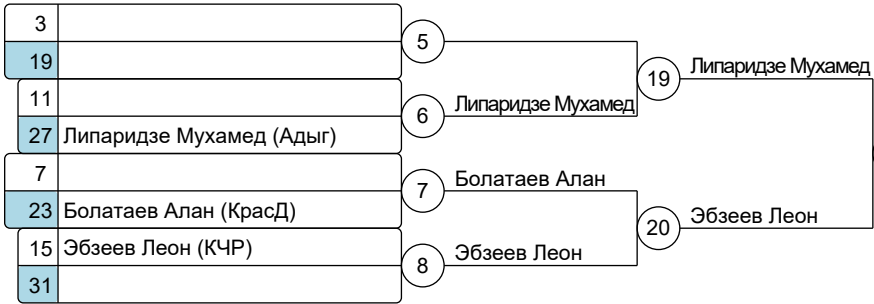 3
5
19
19 Липаридзе Мухамед
11
6 Липаридзе Мухамед
27 Липаридзе Мухамед (Адыг)
7
7 Болатаев Алан
23 Болатаев Алан (КрасД)
20 Эбзеев Леон
15 Эбзеев Леон (КЧР)
8 Эбзеев Леон
31